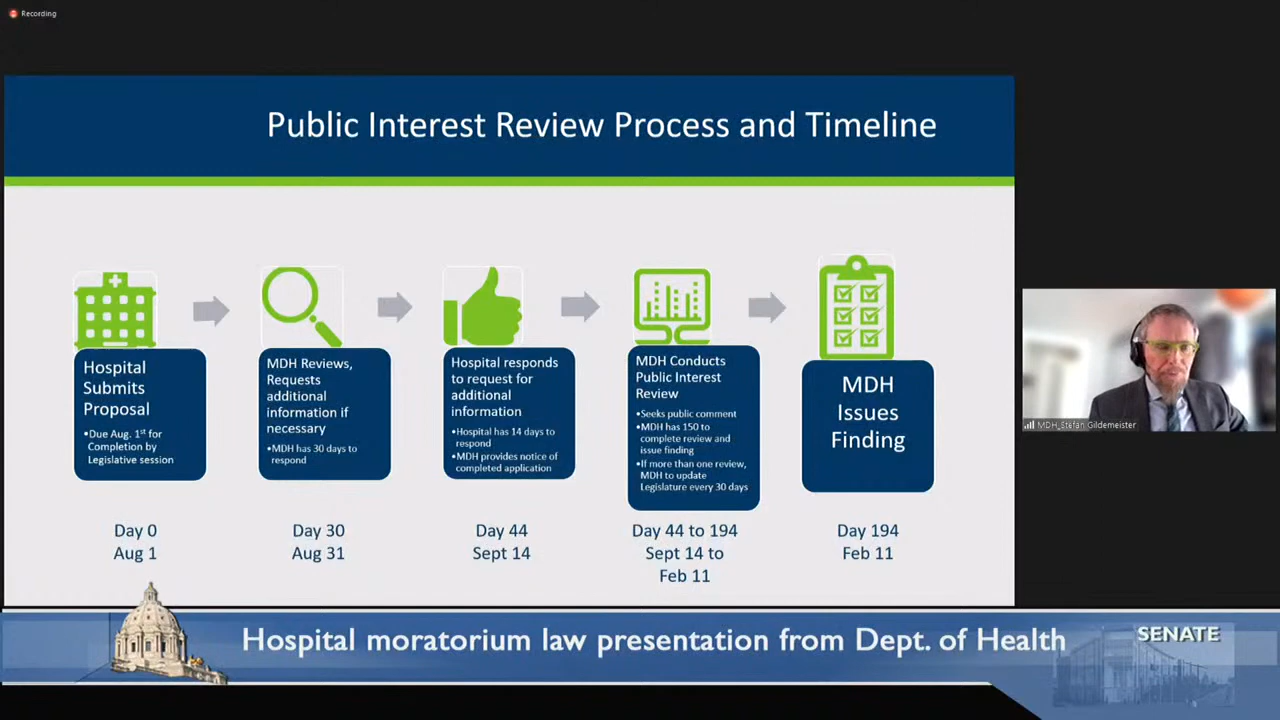 Recording
Public Interest Review Process and Timeline
Hospital
Submits
Proposal
•Due Aug. 1st for
Completion by
Legislative session
MDH Reviews,
Requests
additional
information if
necessary
•MDH has 30 days to
respond
Hospital responds
to request for
additional
information
•Hospital has 14 days to
respond
•MDH provides notice of
completed application
MDH Conducts
Public Interest
Review
•Seeks public comment
•MDH has 150 to
complete review and
issue finding
•If more than one review,
MDH to update
Legislature every 30 days
MDH
Issues
Finding
Day 0
Aug 1
Day 30
Aug 31
Day 44
Sept 14
Day 44 to 194
Sept 14 to
Feb 11
Day 194
Feb 11
MDH_Stefan Gildemeister
Hospital moratorium law presentation from Dept. of Health
SENATE